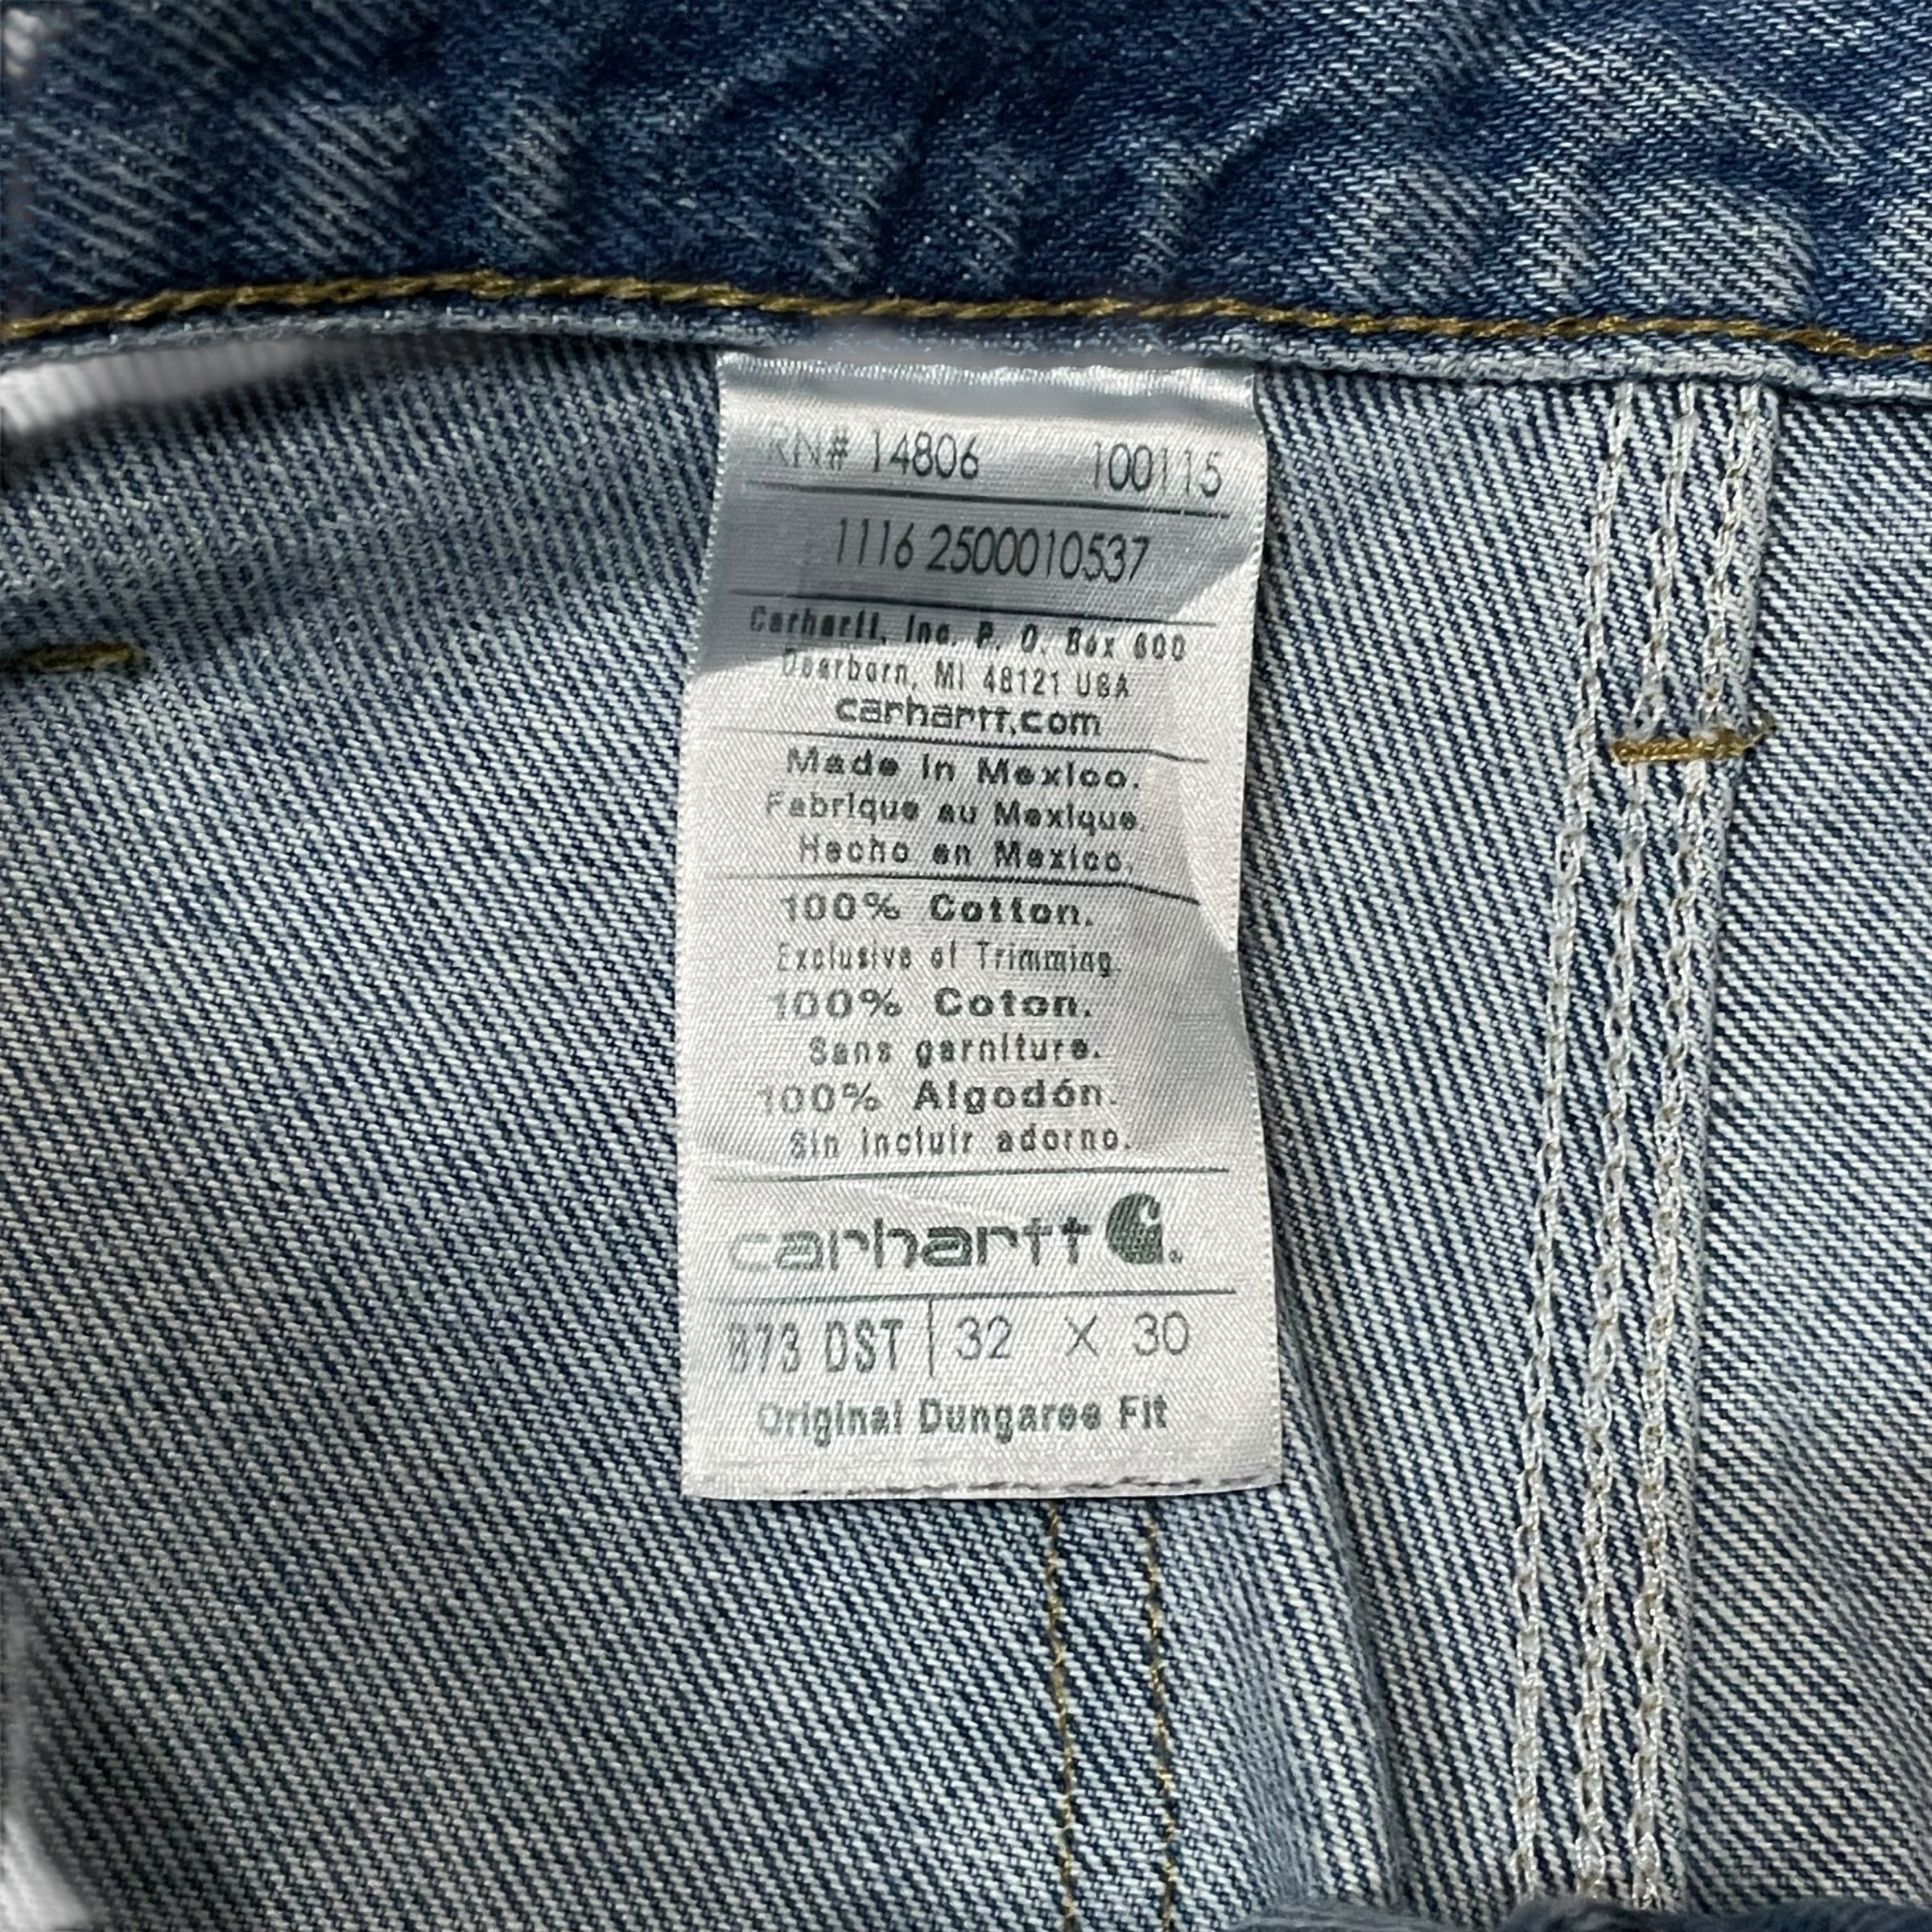 RN# 14806 100115
1116 2500010537
Carhartt, Inc. P. O. Box 600
Dearborn, MI 48121 USA
carhartt.com
Made in Mexico.
Fabrique au Mexique.
Hecho en Mexico.
100% Cotton.
Exclusive of Trimming.
100% Coton.
Sans garniture.
100% Algodón.
Sin incluir adorno.
carhartt
B73 DST | 32 X 30
Original Dungaree Fit